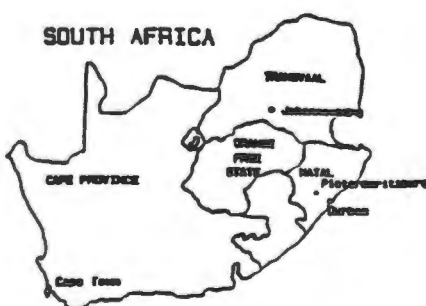 SOUTH AFRICA
TRANSVAAL
Johannesburg
ORANGE
FREE
STATE
CAPE PROVINCE
NATAL
Pietermaritzburg
Durban
Cape Town